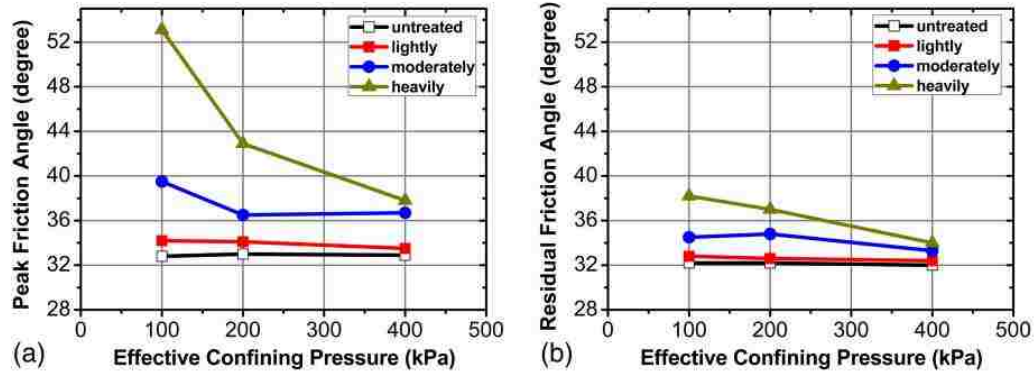 Peak Friction Angle (degree)
52
48
44
40
36
32
28
0
100
200
300
400
500
Effective Confining Pressure (kPa)
untreated
lightly
moderately
heavily
(a)
Residual Friction Angle (degree)
52
48
44
40
36
32
28
0
100
200
300
400
500
Effective Confining Pressure (kPa)
untreated
lightly
moderately
heavily
(b)